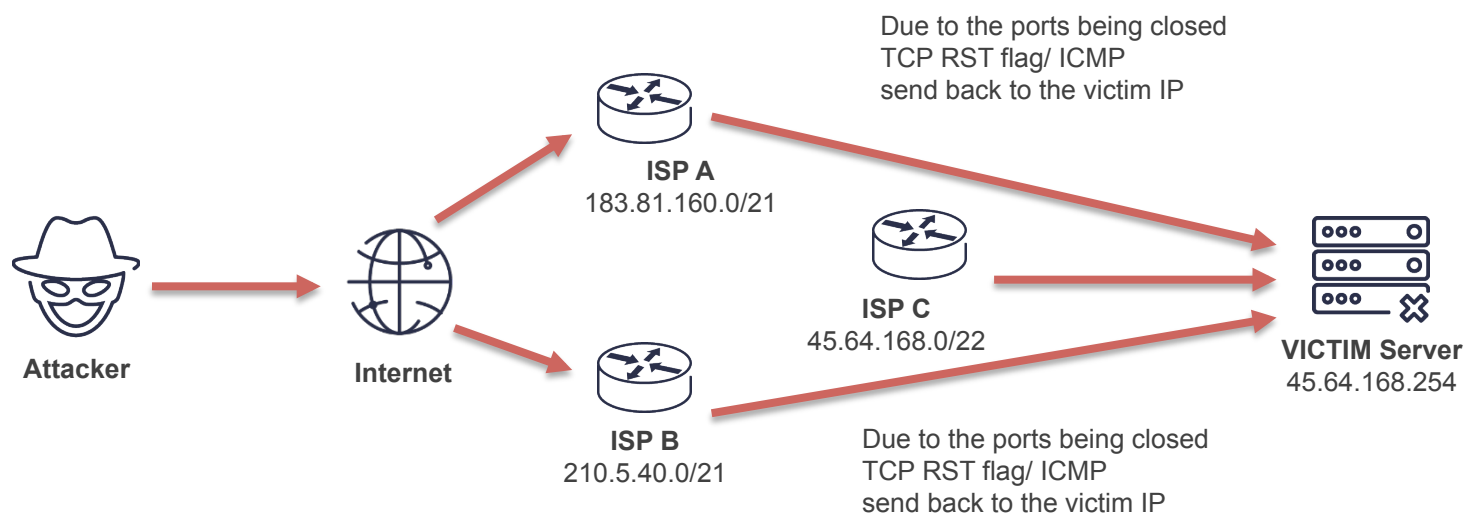 Due to the ports being closed
TCP RST flag/ ICMP
send back to the victim IP
ISP A
183.81.160.0/21
ISP C
45.64.168.0/22
VICTIM Server
45.64.168.254
Attacker
Internet
ISP B
210.5.40.0/21
Due to the ports being closed
TCP RST flag/ ICMP
send back to the victim IP